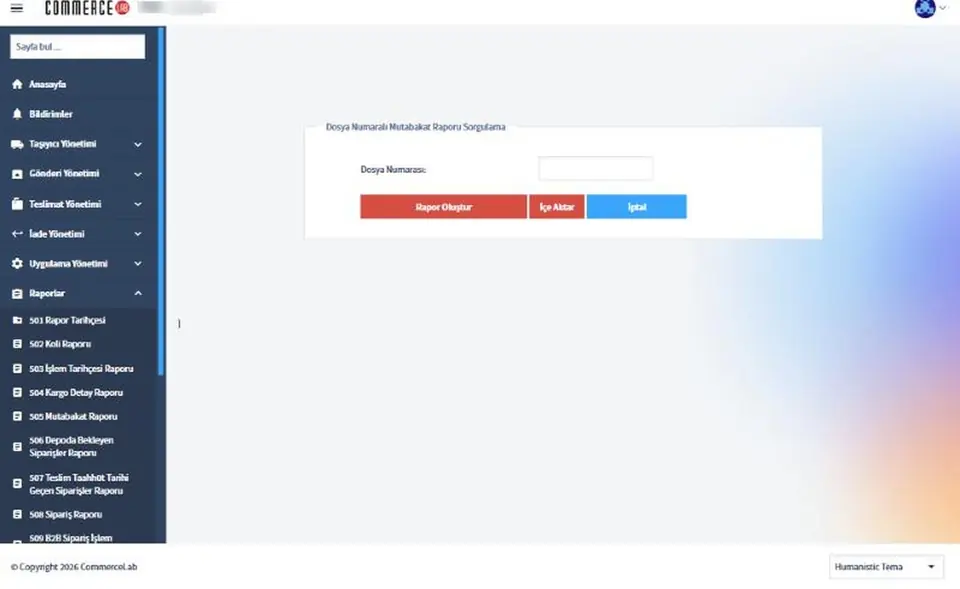 COMMERCE LAB
Sayfa bul ...
Anasayfa
Bildirimler
Taşıyıcı Yönetimi
Gönderi Yönetimi
Teslimat Yönetimi
İade Yönetimi
Uygulama Yönetimi
Raporlar
501 Rapor Tarihçesi
502 Koli Raporu
503 İşlem Tarihçesi Raporu
504 Kargo Detay Raporu
505 Mutabakat Raporu
506 Depoda Bekleyen
Siparişler Raporu
507 Teslim Taahhüt Tarihi
Geçen Siparişler Raporu
508 Sipariş Raporu
509 B2B Sipariş İşlem
Dosya Numaralı Mutabakat Raporu Sorgulama
Dosya Numarası:
Rapor Oluştur
İçe Aktar
İptal
© Copyright 2026 CommerceLab
Humanistic Tema